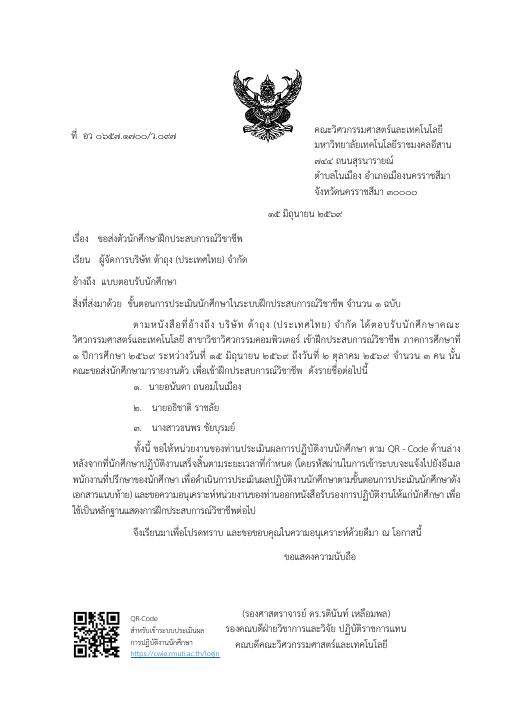 ที่ อว ๐๖๕๗.๑๗๐๐/ว.๐๙๗
คณะวิศวกรรมศาสตร์และเทคโนโลยี
มหาวิทยาลัยเทคโนโลยีราชมงคลอีสาน
๗๔๔ ถนนสุรนารายณ์
ตำบลในเมือง อำเภอเมืองนครราชสีมา
จังหวัดนครราชสีมา ๓๐๐๐๐
๑๕ มิถุนายน ๒๕๖๙
เรื่อง ขอส่งตัวนักศึกษาฝึกประสบการณ์วิชาชีพ
เรียน ผู้จัดการบริษัท ต้าถุง (ประเทศไทย) จำกัด
อ้างถึง แบบตอบรับนักศึกษา
สิ่งที่ส่งมาด้วย ขั้นตอนการประเมินนักศึกษาในระบบฝึกประสบการณ์วิชาชีพ จำนวน ๑ ฉบับ
ตามหนังสือที่อ้างถึง บริษัท ต้าถุง (ประเทศไทย) จำกัด ได้ตอบรับนักศึกษาคณะ
วิศวกรรมศาสตร์และเทคโนโลยี สาขาวิชาวิศวกรรมคอมพิวเตอร์ เข้าฝึกประสบการณ์วิชาชีพ ภาคการศึกษาที่
๑ ปีการศึกษา ๒๕๖๙ ระหว่างวันที่ ๑๕ มิถุนายน ๒๕๖๙ ถึงวันที่ ๒ ตุลาคม ๒๕๖๙ จำนวน ๓ คน นั้น
คณะขอส่งนักศึกษามารายงานตัว เพื่อเข้าฝึกประสบการณ์วิชาชีพ ดังรายชื่อต่อไปนี้
๑. นายอนันดา ถนอมในเมือง
๒. นายอธิชาติ ราชลัย
๓. นางสาวธนพร ชัยบุรมย์
ทั้งนี้ ขอให้หน่วยงานของท่านประเมินผลการปฏิบัติงานนักศึกษา ตาม QR - Code ด้านล่าง
หลังจากที่นักศึกษาปฏิบัติงานเสร็จสิ้นตามระยะเวลาที่กำหนด (โดยรหัสผ่านในการเข้าระบบจะแจ้งไปยังอีเมล
พนักงานที่ปรึกษาของนักศึกษา เพื่อดำเนินการประเมินผลปฏิบัติงานนักศึกษาตามขั้นตอนการประเมินนักศึกษาดัง
เอกสารแนบท้าย) และขอความอนุเคราะห์หน่วยงานของท่านออกหนังสือรับรองการปฏิบัติงานให้แก่นักศึกษา เพื่อ
ใช้เป็นหลักฐานแสดงการฝึกประสบการณ์วิชาชีพต่อไป
จึงเรียนมาเพื่อโปรดทราบ และขอขอบคุณในความอนุเคราะห์ด้วยดีมา ณ โอกาสนี้
ขอแสดงความนับถือ
(รองศาสตราจารย์ ดร.รตินันท์ เหลือมพล)
รองคณบดีฝ่ายวิชาการและวิจัย ปฏิบัติราชการแทน
คณบดีคณะวิศวกรรมศาสตร์และเทคโนโลยี
QR-Code
สำหรับเข้าระบบประเมินผล
การปฏิบัติงานนักศึกษา
https://cwie.rmuti.ac.th/login